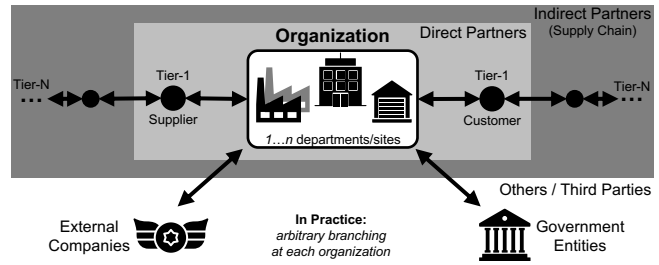 Indirect Partners
(Supply Chain)
Organization
Direct Partners
Tier-N
...
Tier-1
Supplier
1…n departments/sites
Tier-1
Customer
Tier-N
...
Others / Third Parties
External
Companies
In Practice:
arbitrary branching
at each organization
Government
Entities